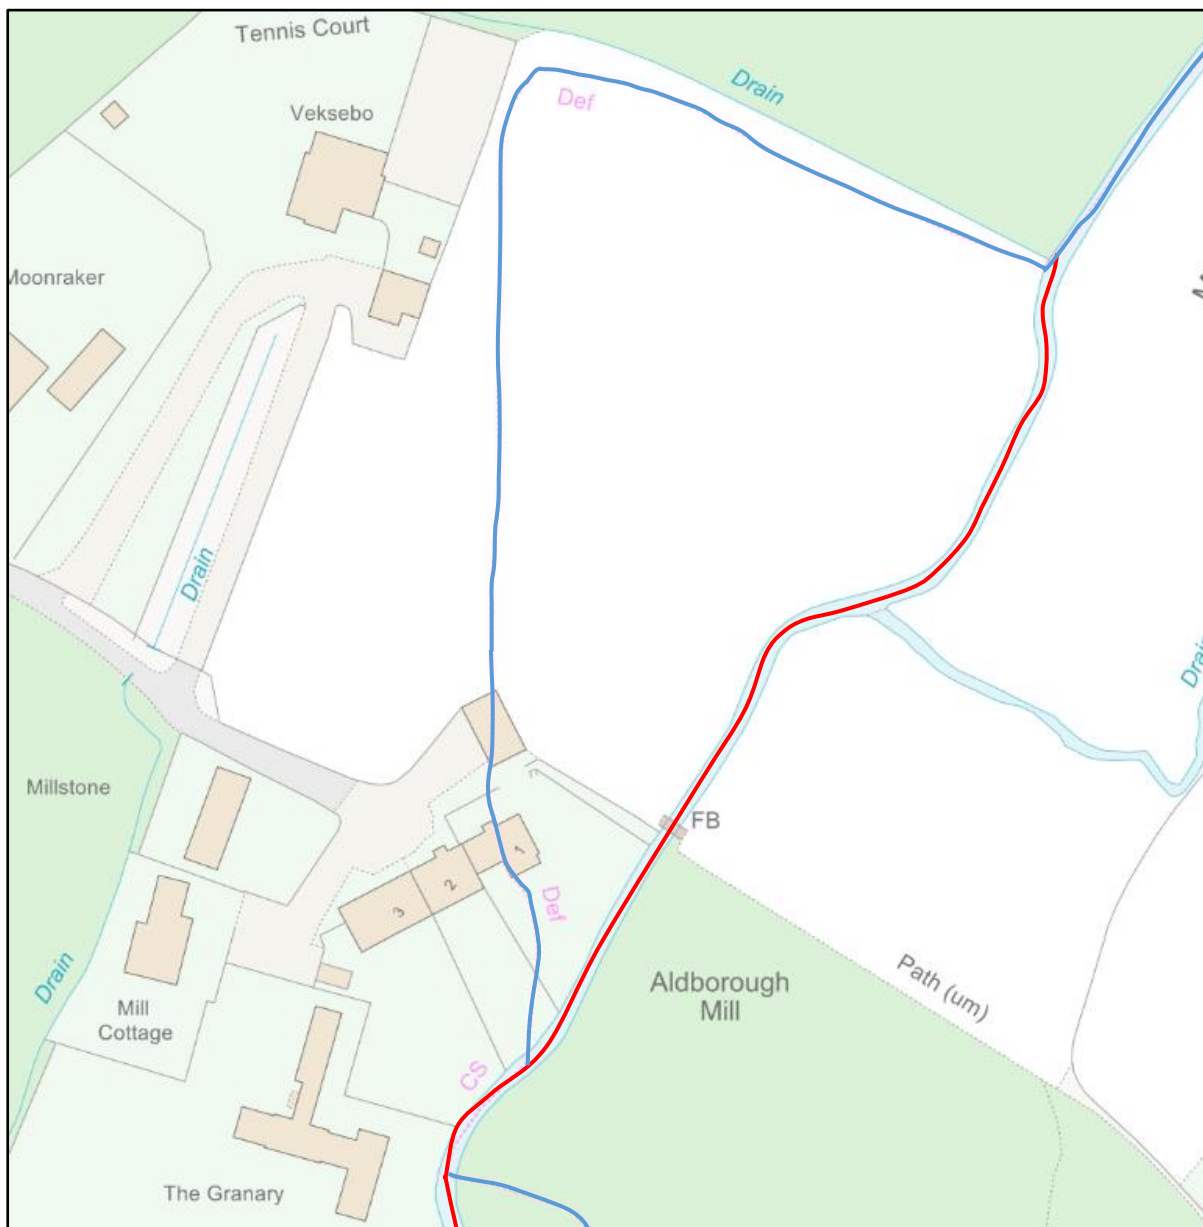 Tennis Court
Drain
Def
Veksebo
Moonraker
Drain
Drain
FB
Millstone
1
2
3
Def
Drain
Aldborough
Mill
Path (um)
Mill
Cottage
CS
The Granary